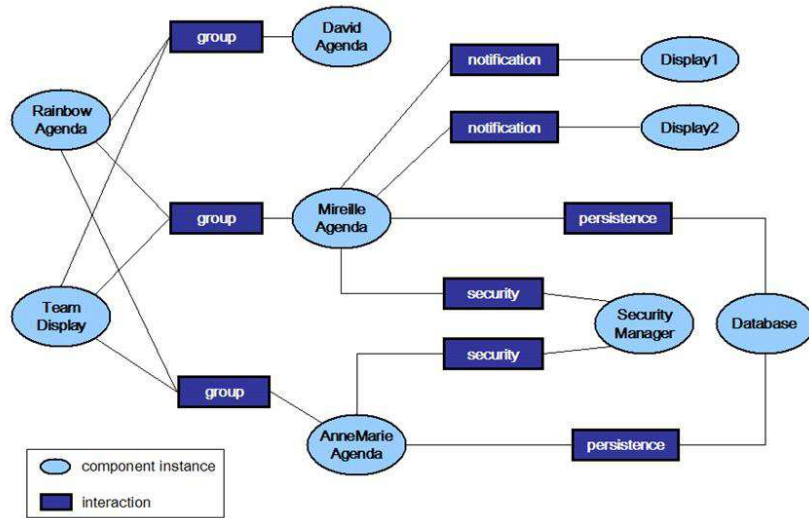 group
David
Agenda
notification
Display1
Rainbow
Agenda
notification
Display2
group
Mireille
Agenda
persistence
security
Team
Display
Security
Manager
Database
security
group
AnneMarie
Agenda
persistence
component instance
interaction